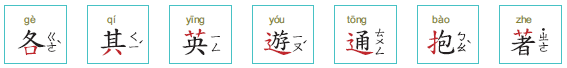 gè qí yīng yóu tōng bào zhe
各ㄍㄜˋ 其ㄑㄧˊ 英ㄧㄥ 遊ㄧㄡˊ 通ㄊㄨㄥ 抱ㄅㄠˋ 著˙ㄓㄜ